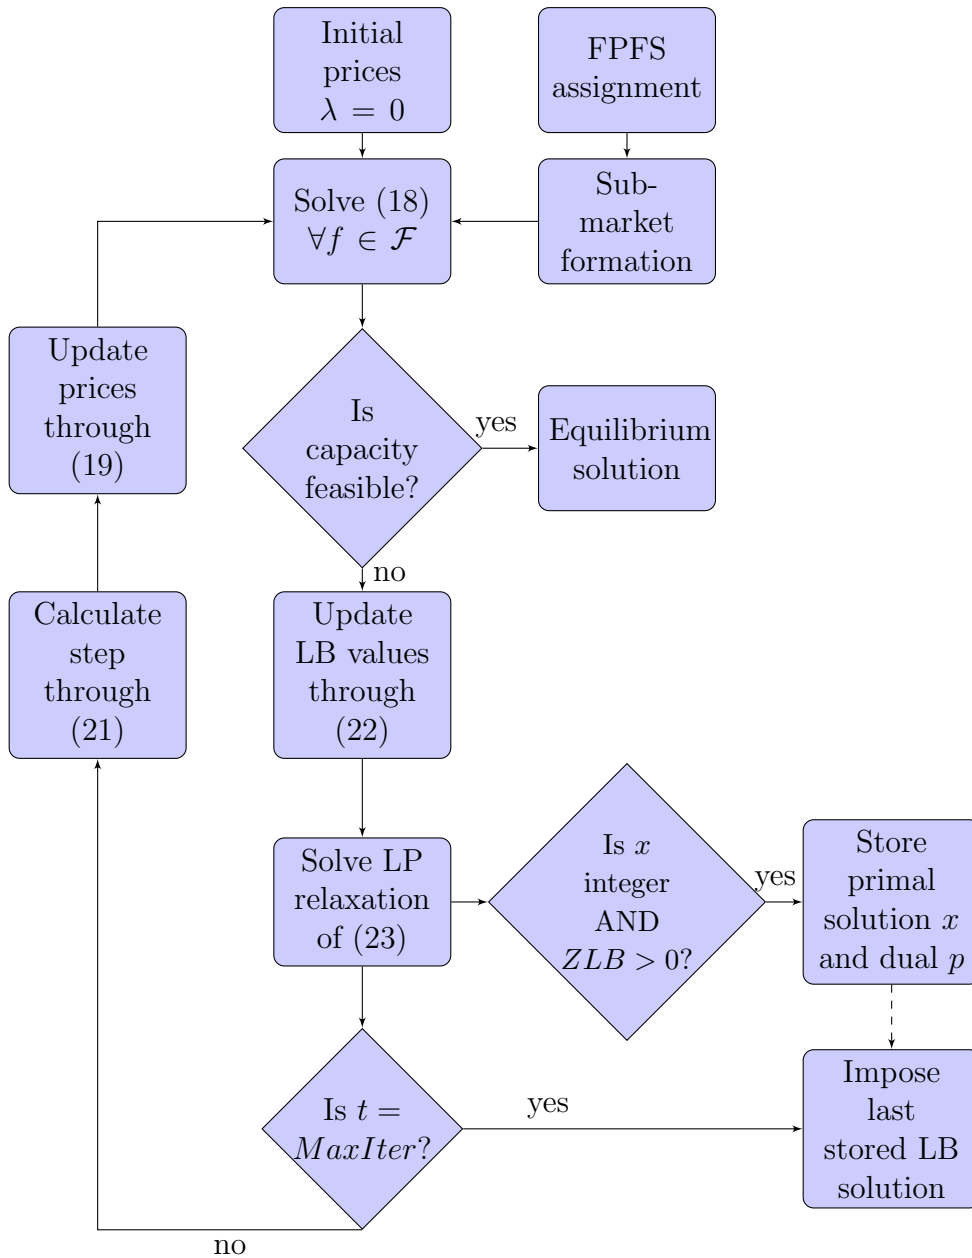 Initial
prices
λ = 0
FPFS
assignment
Solve (18)
∀f ∈ ℱ
Sub-
market
formation
Update
prices
through
(19)
Is
capacity
feasible?
yes
Equilibrium
solution
no
Calculate
step
through
(21)
Update
LB values
through
(22)
Solve LP
relaxation
of (23)
Is x
integer
AND
ZLB > 0?
yes
Store
primal
solution x
and dual p
Is t =
MaxIter?
yes
Impose
last
stored LB
solution
no